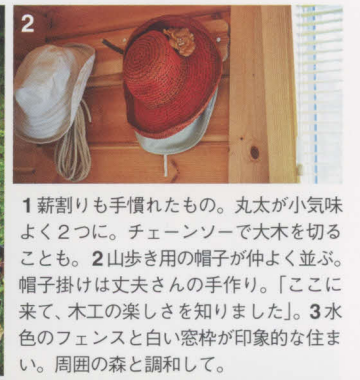 2
1薪割りも手慣れたもの。丸太が小気味
よく２つに。チェーンソーで大木を切る
ことも。2山歩き用の帽子が仲よく並ぶ。
帽子掛けは丈夫さんの手作り。「ここに
来て、木工の楽しさを知りました」。3水
色のフェンスと白い窓枠が印象的な住ま
い。周囲の森と調和して。